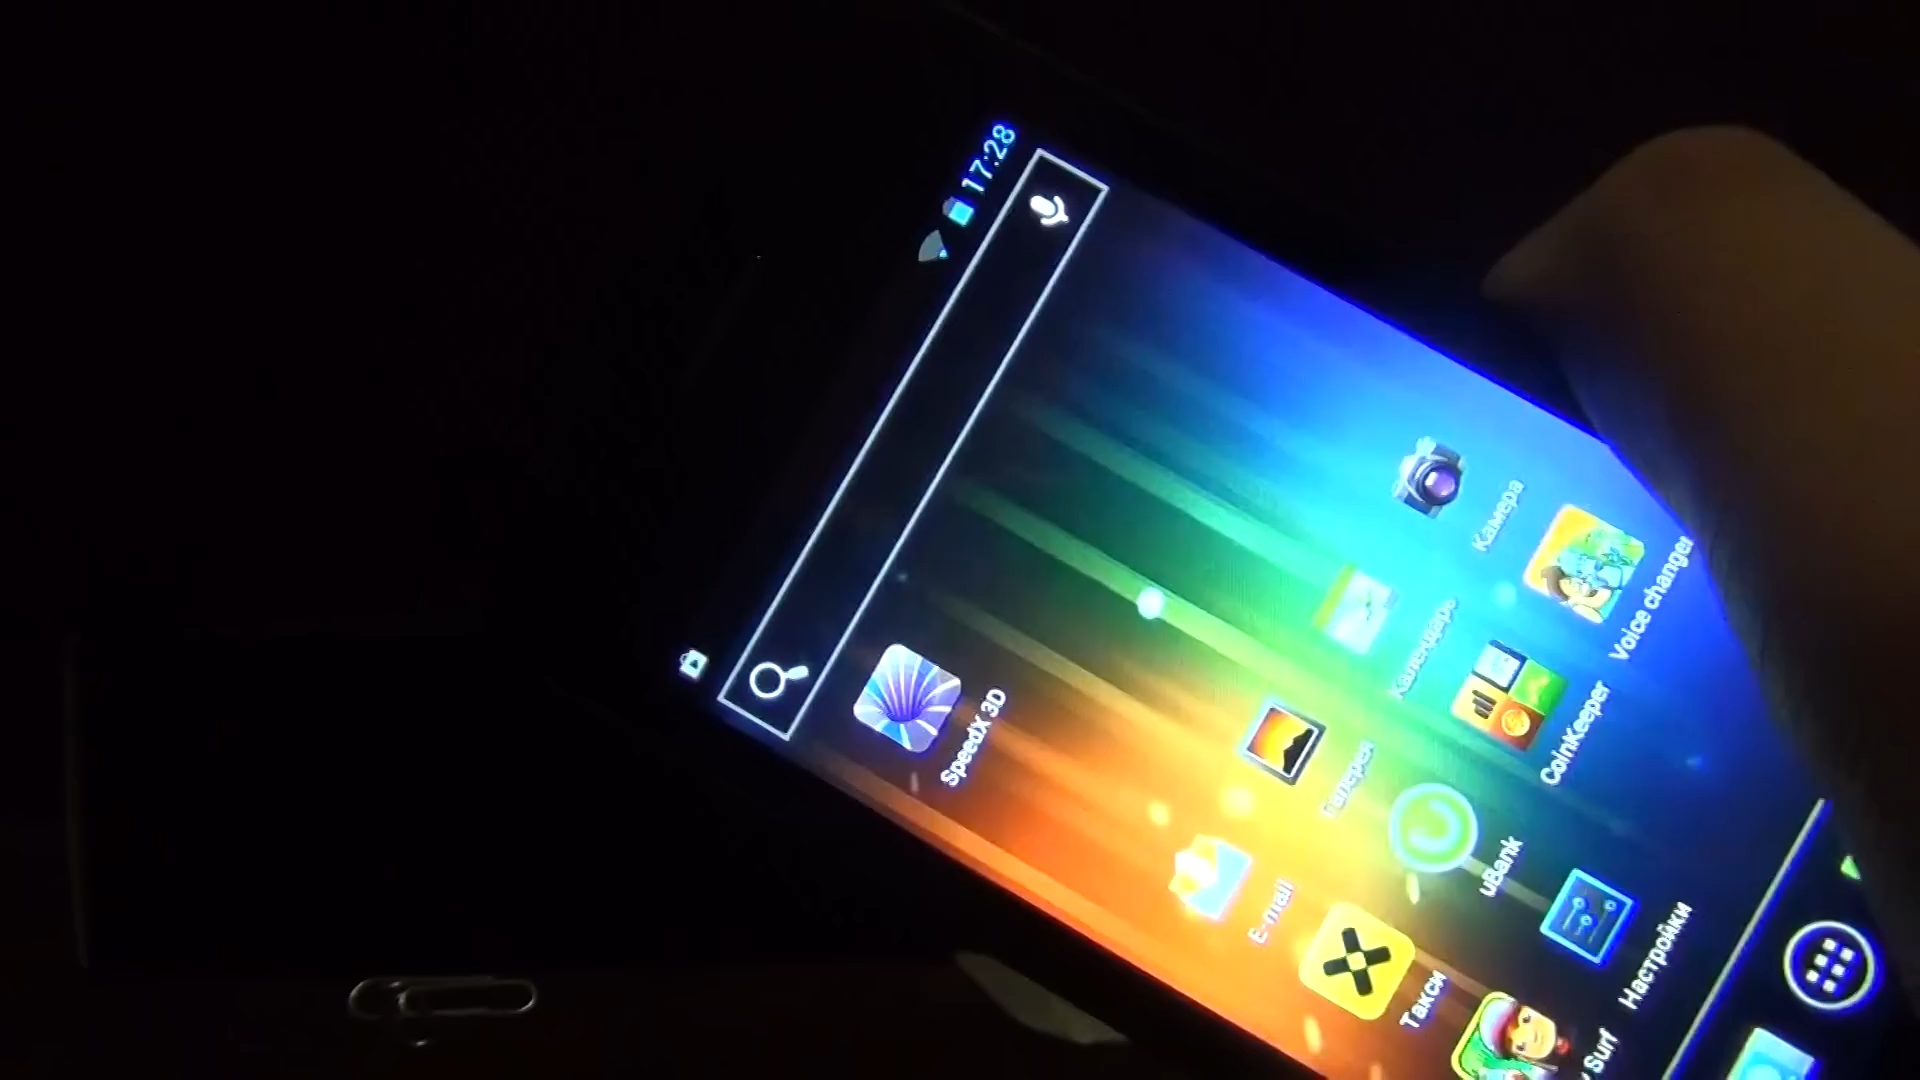 17:28
SpeedX 3D
E-mail
Галерея
Календарь
Камера
Такси
uBank
CoinKeeper
Voice changer
Surf
Настройки